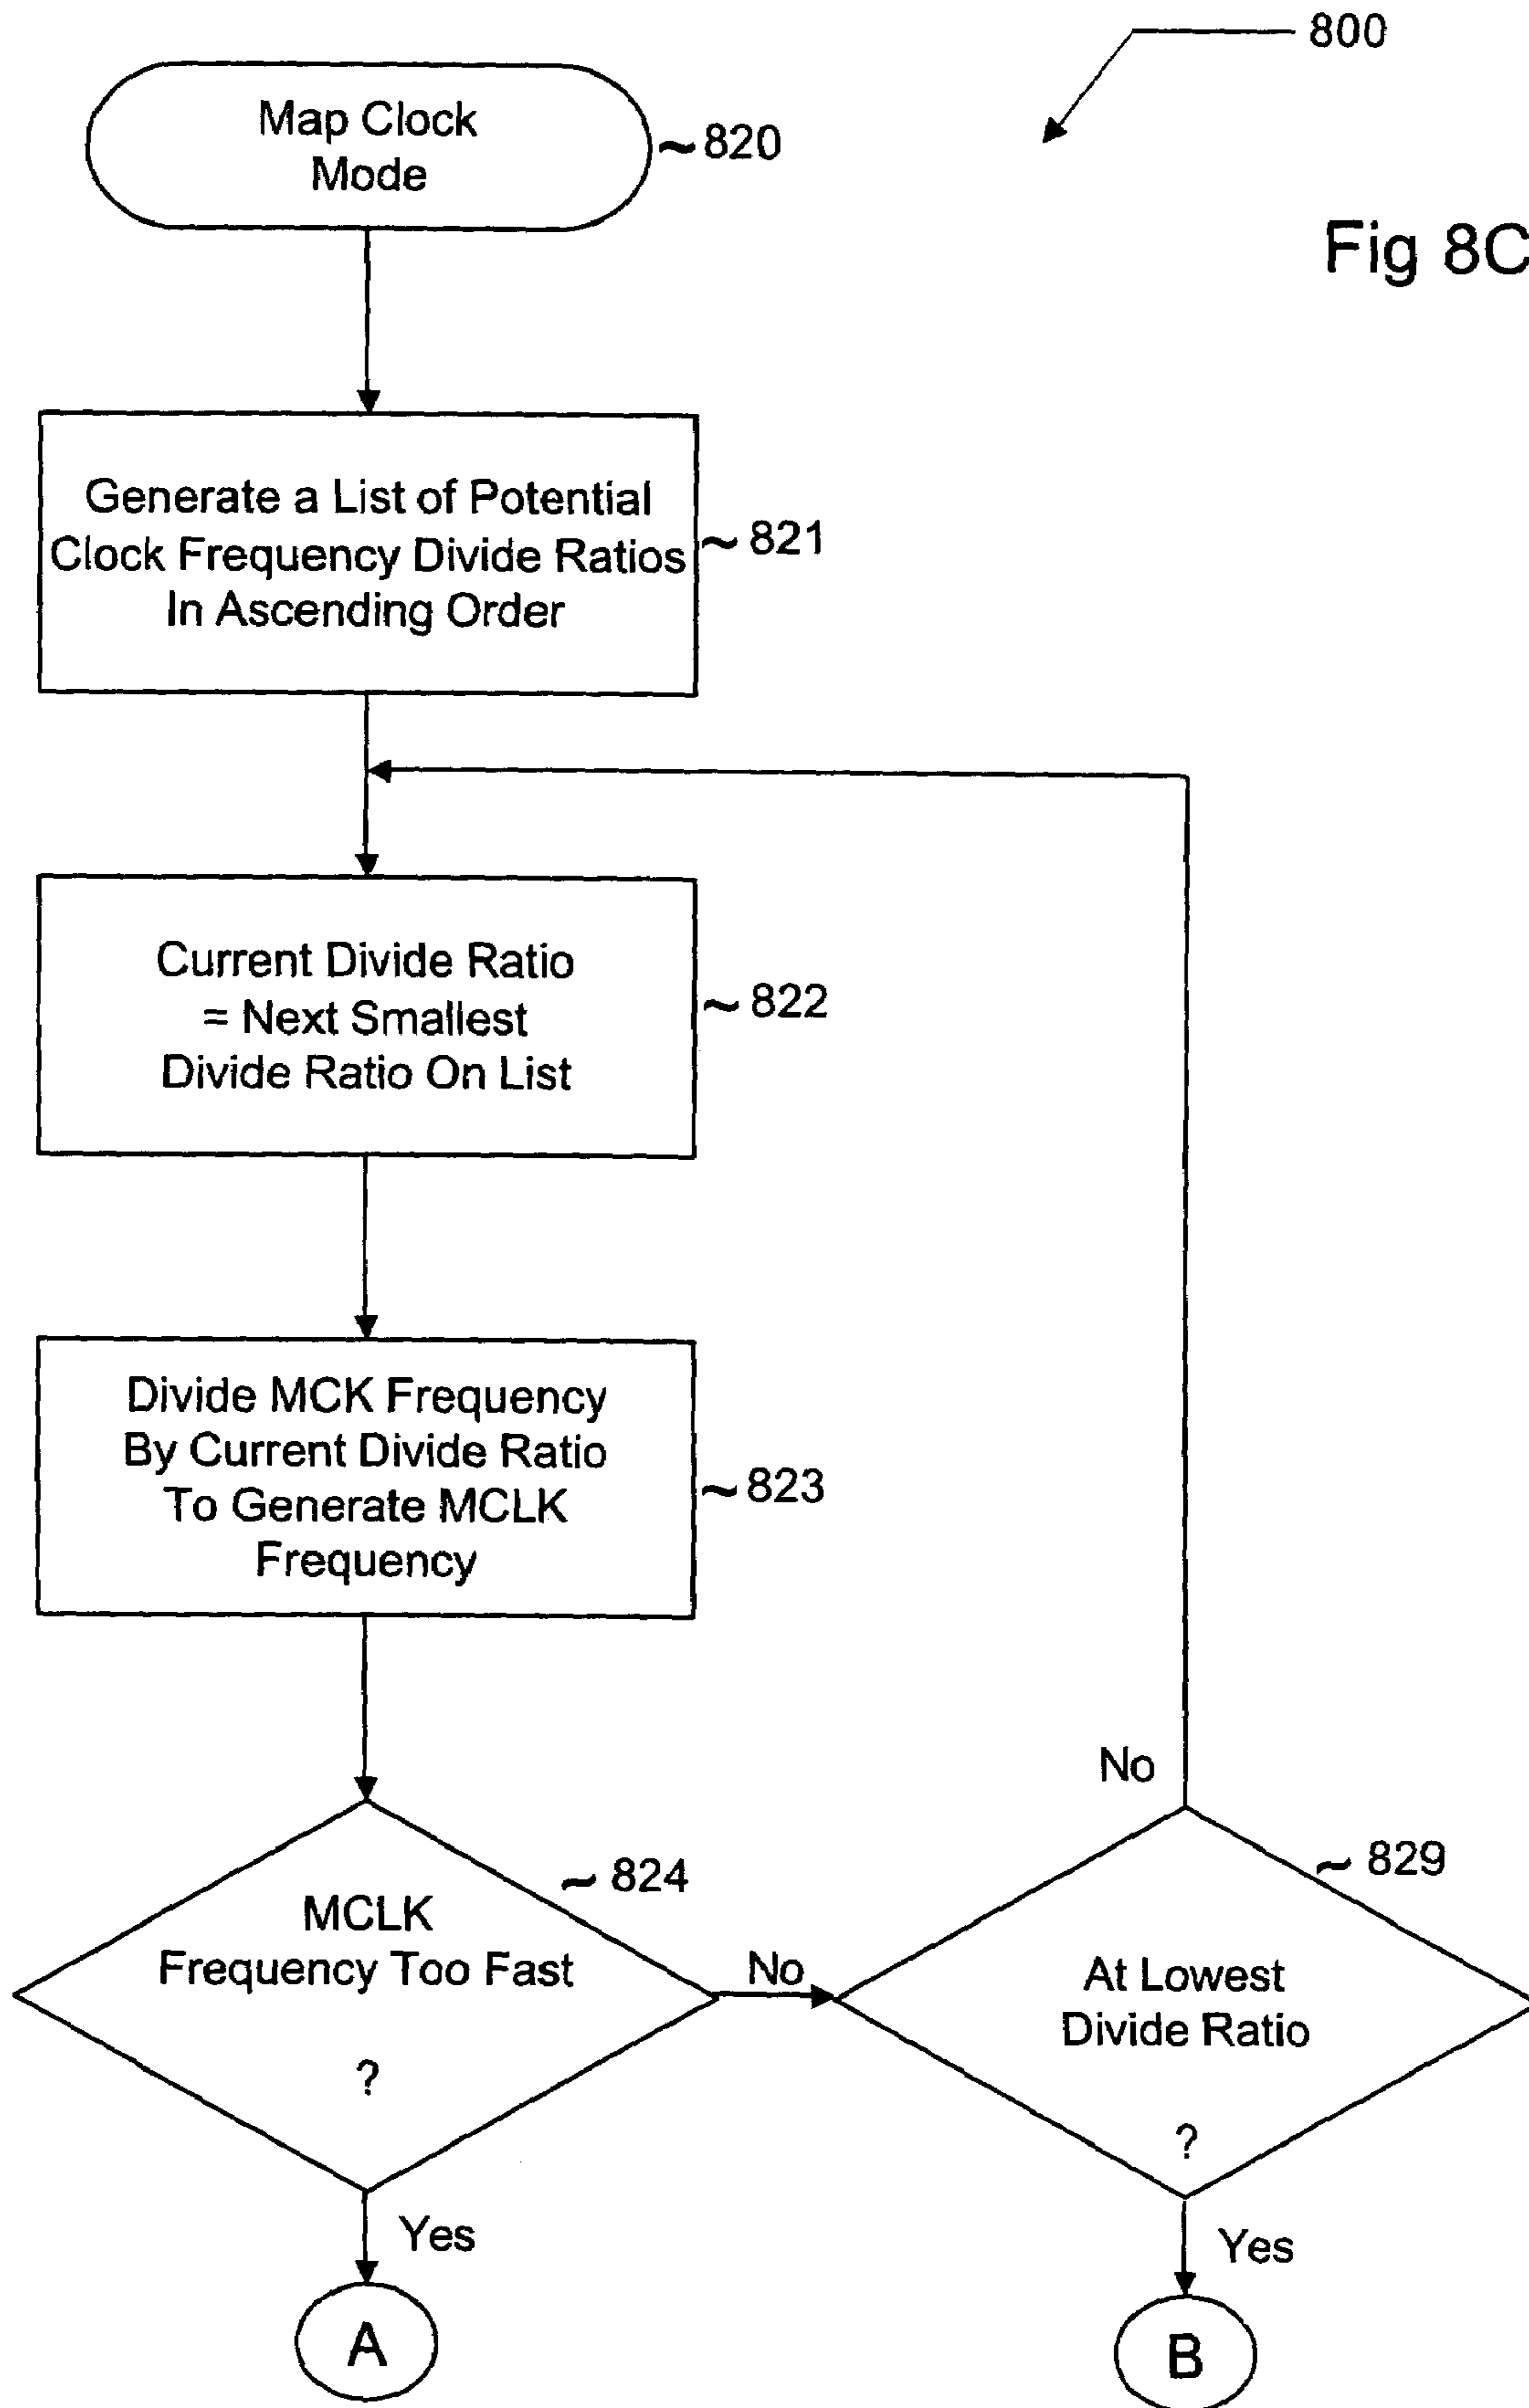 800
Map Clock
Mode
~820
Fig 8C
Generate a List of Potential
Clock Frequency Divide Ratios
In Ascending Order
~821
Current Divide Ratio
= Next Smallest
Divide Ratio On List
~822
Divide MCK Frequency
By Current Divide Ratio
To Generate MCLK
Frequency
~823
MCLK
Frequency Too Fast
?
~824
No
Yes
A
At Lowest
Divide Ratio
?
~829
No
Yes
B